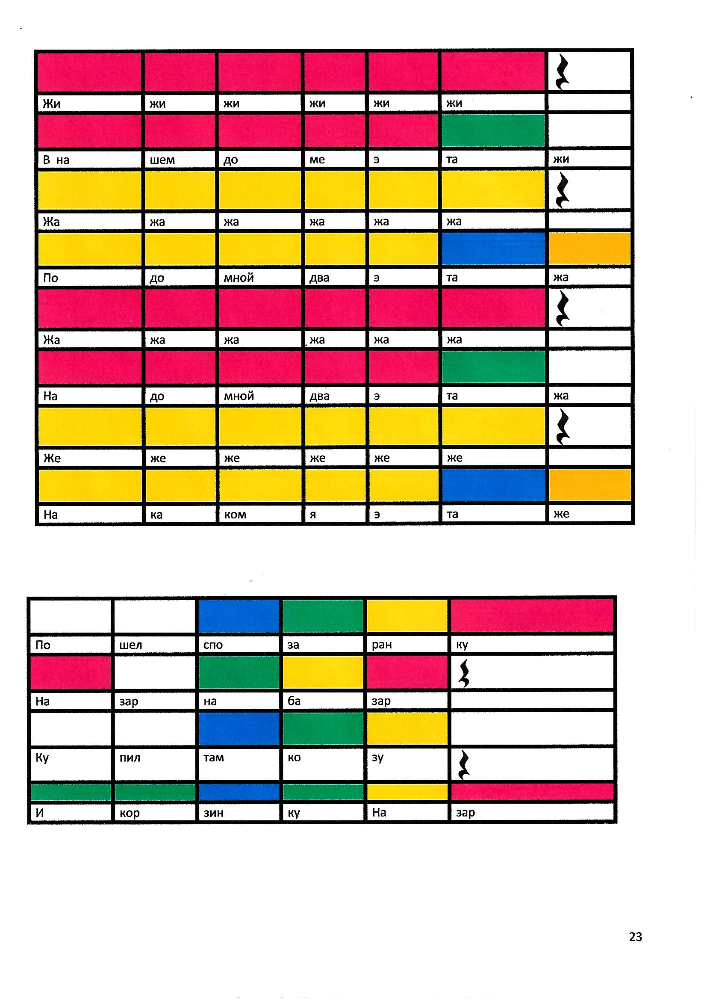 Жи жи жи жи жи жи
В на шем до ме э та жи
Жа жа жа жа жа жа
По до мной два э та жа
Жа жа жа жа жа жа
На до мной два э та жа
Же же же же же же
На ка ком я э та же
По шел спо за ран ку
На зар на ба зар
Ку пил там ко зу
И кор зин ку На зар
23